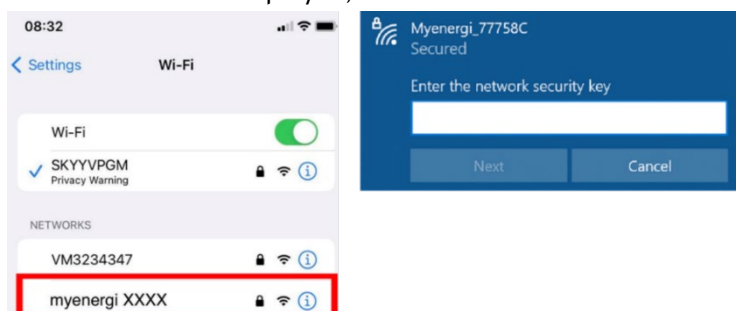 08:32
Settings Wi-Fi
Wi-Fi
SKYYVPGM
Privacy Warning
NETWORKS
VM3234347
myenergi XXXX
Myenergi_77758C
Secured
Enter the network security key
Next Cancel